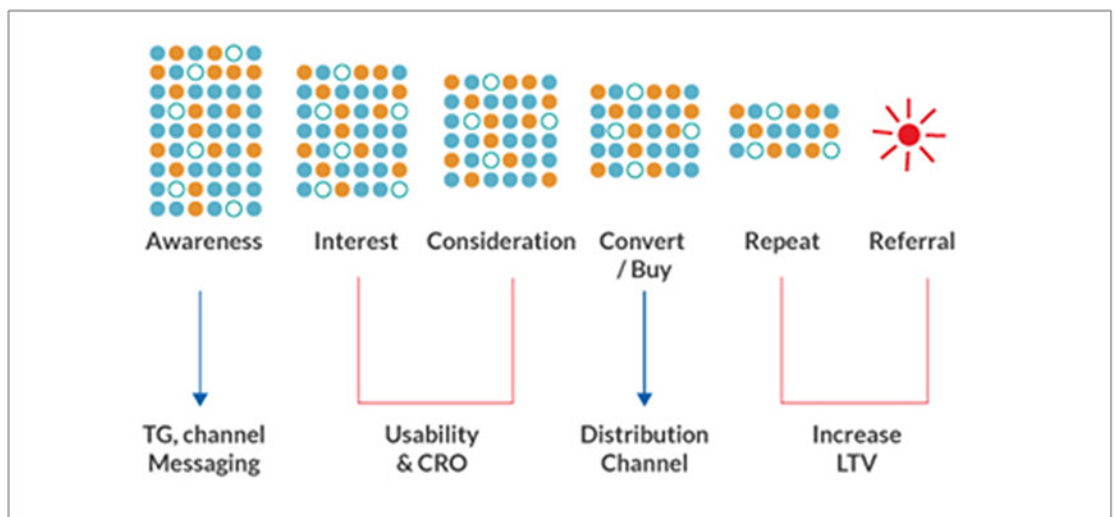 Awareness
Interest
Consideration
Convert
/ Buy
Repeat
Referral
TG, channel
Messaging
Usability
& CRO
Distribution
Channel
Increase
LTV